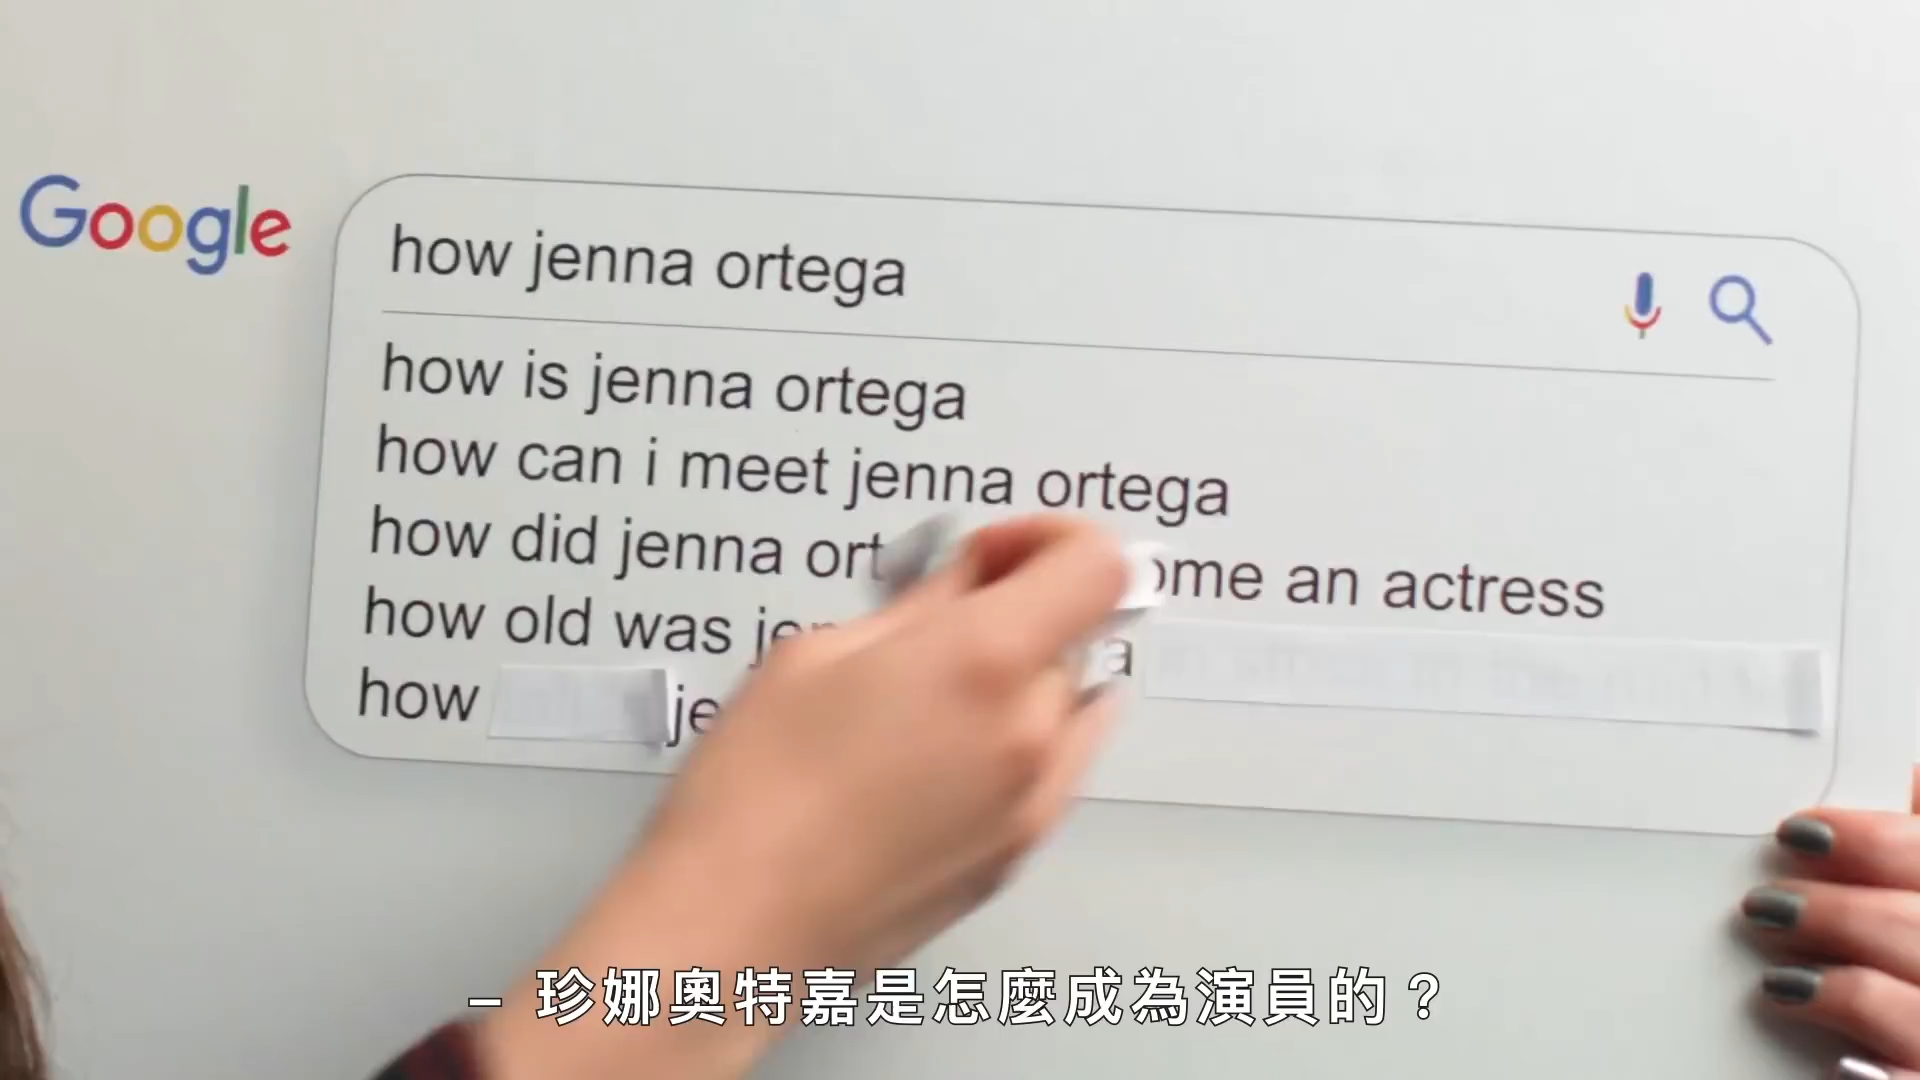 Google
how jenna ortega
how is jenna ortega
how can i meet jenna ortega
how did jenna ort ome an actress
how old was je a
how je
– 珍娜奧特嘉是怎麼成為演員的？